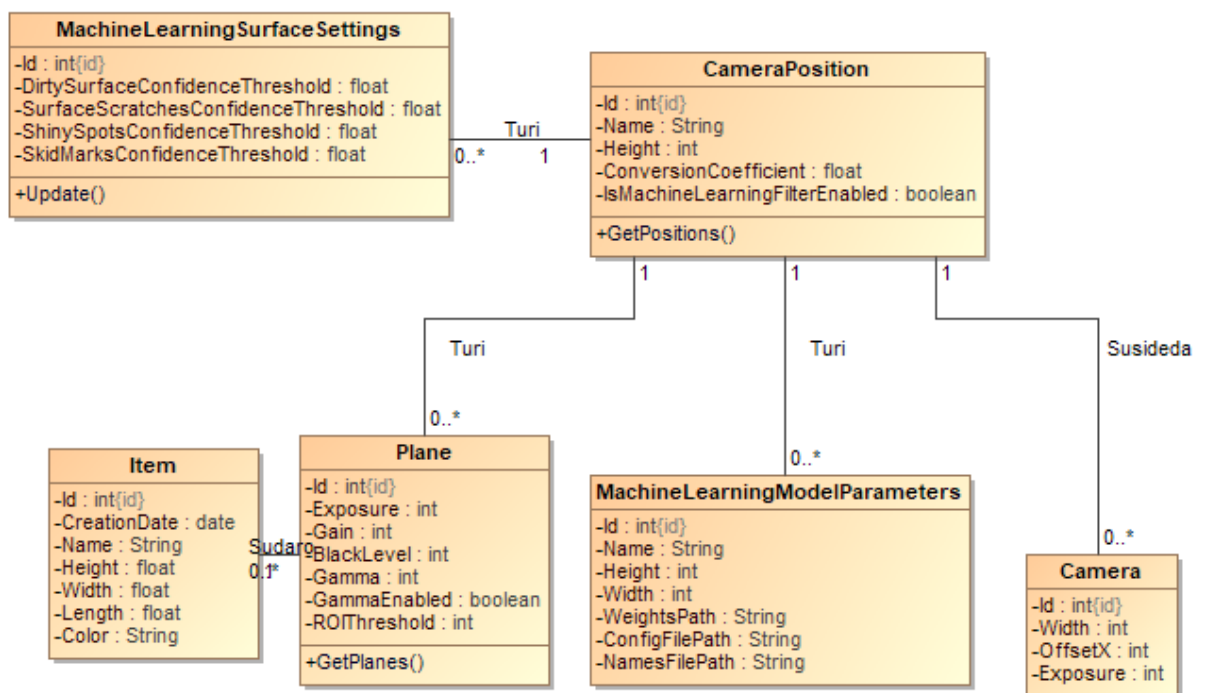 MachineLearningSurfaceSettings
-Id : int{id}
-DirtySurfaceConfidenceThreshold : float
-SurfaceScratchesConfidenceThreshold : float
-ShinySpotsConfidenceThreshold : float
-SkidMarksConfidenceThreshold : float
+Update()
Turi
0..*
1
CameraPosition
-Id : int{id}
-Name : String
-Height : int
-ConversionCoefficient : float
-IsMachineLearningFilterEnabled : boolean
+GetPositions()
1
1
1
Turi
Turi
Susideda
0..*
0..*
0..*
Item
-Id : int{id}
-CreationDate : date
-Name : String
-Height : float
-Width : float
-Length : float
-Color : String
Sudaro
Plane
-Id : int{id}
-Exposure : int
-Gain : int
-BlackLevel : int
-Gamma : int
-GammaEnabled : boolean
-ROIThreshold : int
+GetPlanes()
MachineLearningModelParameters
-Id : int{id}
-Name : String
-Height : int
-Width : int
-WeightsPath : String
-ConfigFilePath : String
-NamesFilePath : String
Camera
-Id : int{id}
-Width : int
-OffsetX : int
-Exposure : int